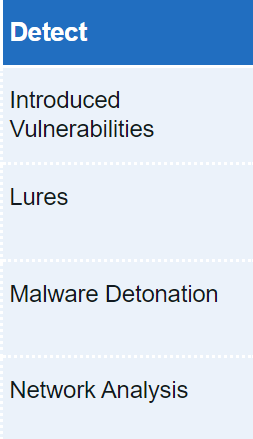 Detect
Introduced
Vulnerabilities
Lures
Malware Detonation
Network Analysis